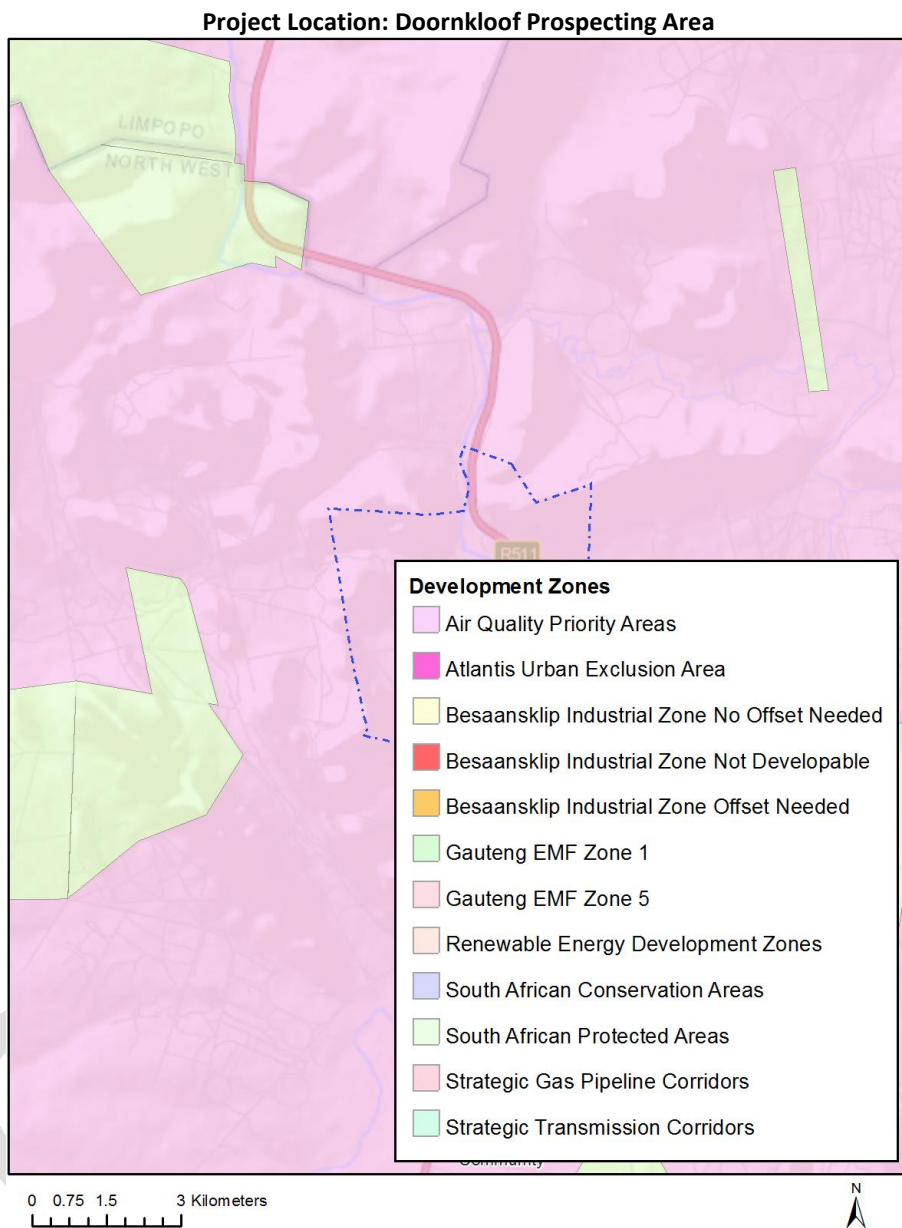 Project Location: Doornkloof Prospecting Area
LIMPOPO
NORTH WEST
R511
Development Zones
Air Quality Priority Areas
Atlantis Urban Exclusion Area
Besaansklip Industrial Zone No Offset Needed
Besaansklip Industrial Zone Not Developable
Besaansklip Industrial Zone Offset Needed
Gauteng EMF Zone 1
Gauteng EMF Zone 5
Renewable Energy Development Zones
South African Conservation Areas
South African Protected Areas
Strategic Gas Pipeline Corridors
Strategic Transmission Corridors
Community
0 0.75 1.5 3 Kilometers
N